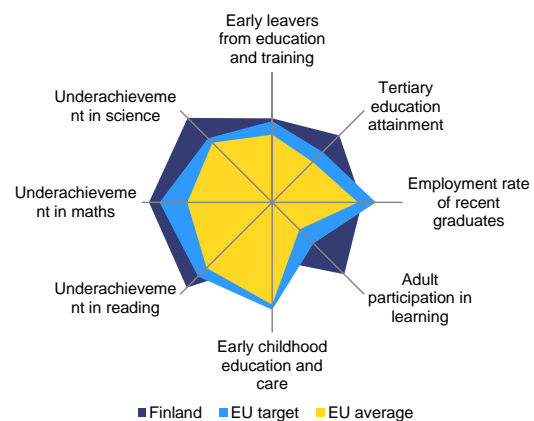 Early leavers
from education
and training
Tertiary
education
attainment
Employment rate
of recent
graduates
Adult
participation in
learning
Early childhood
education and
care
Underachieveme
nt in reading
Underachieveme
nt in maths
Underachieveme
nt in science
Finland EU target EU average